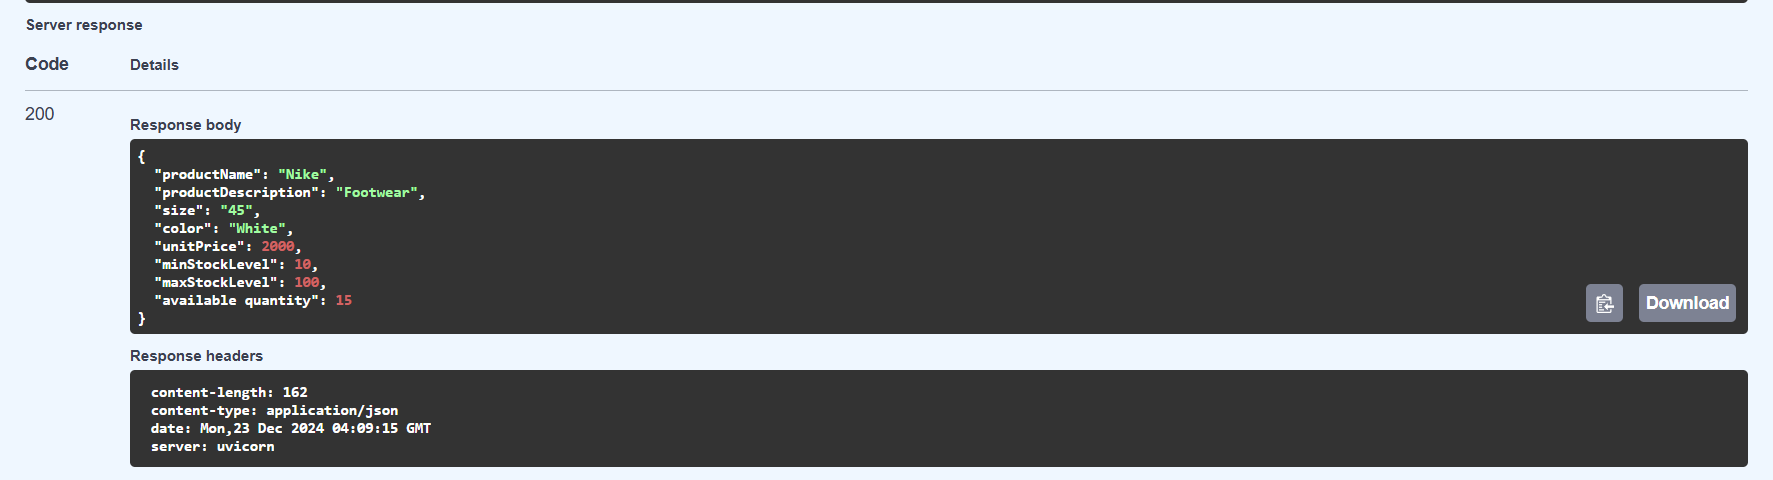 Server response
Code Details
200
Response body
{
  "productName": "Nike",
  "productDescription": "Footwear",
  "size": "45",
  "color": "White",
  "unitPrice": 2000,
  "minStockLevel": 10,
  "maxStockLevel": 100,
  "available quantity": 15
}
Download
Response headers
content-length: 162
content-type: application/json
date: Mon,23 Dec 2024 04:09:15 GMT
server: uvicorn